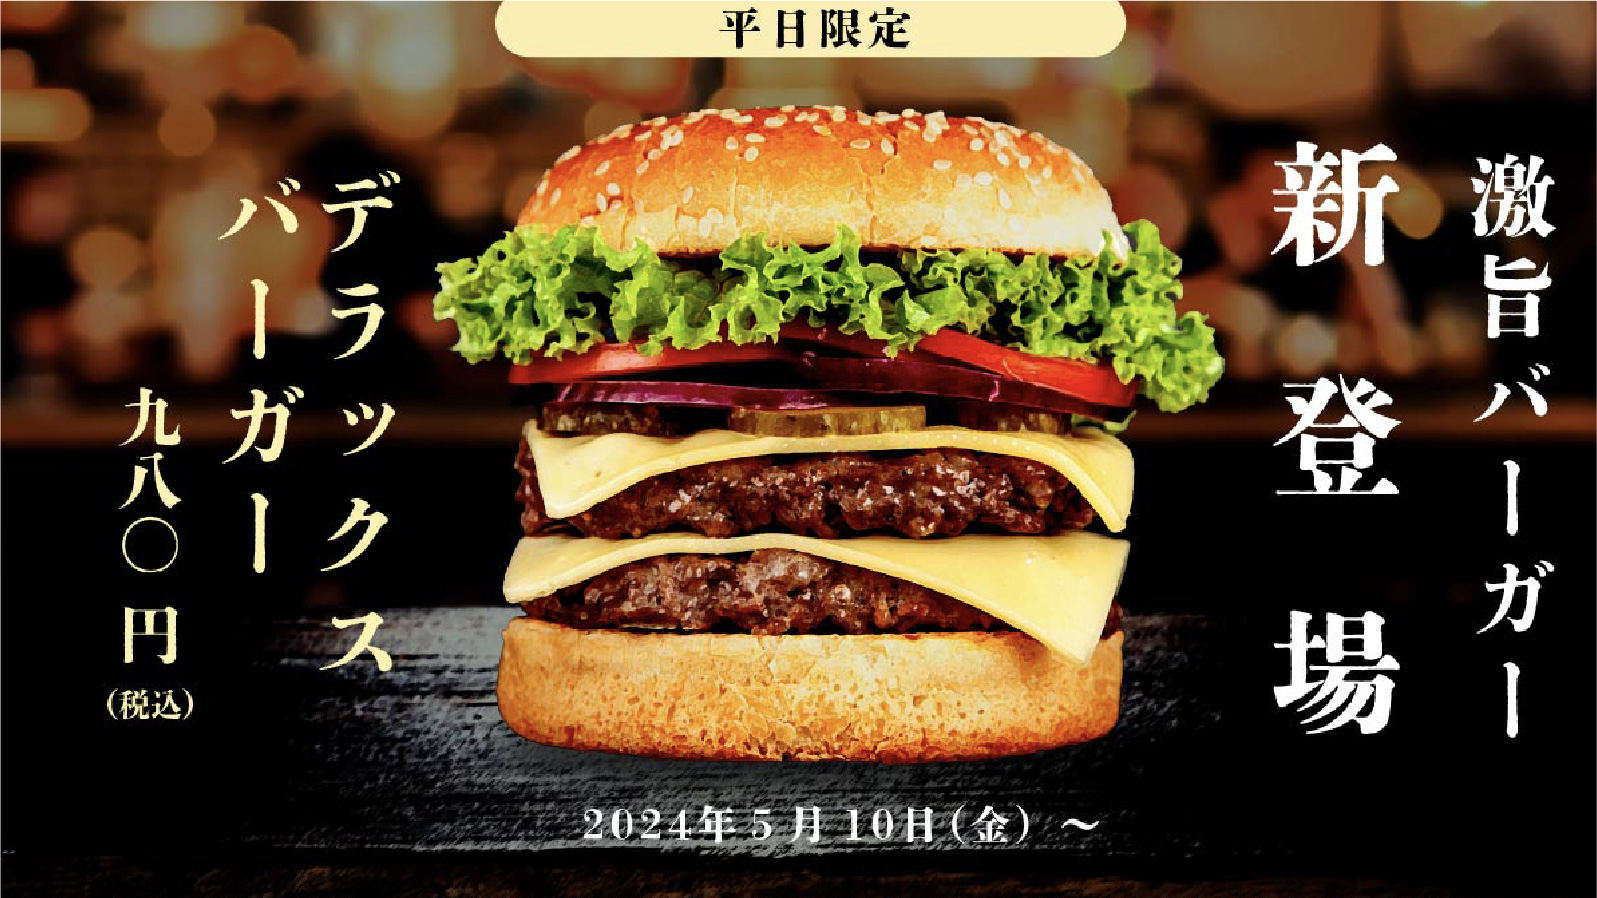 平日限定
激旨バーガー
新登場
デラックス
バーガー
九八〇円
(税込)
2024年5月10日(金) ～